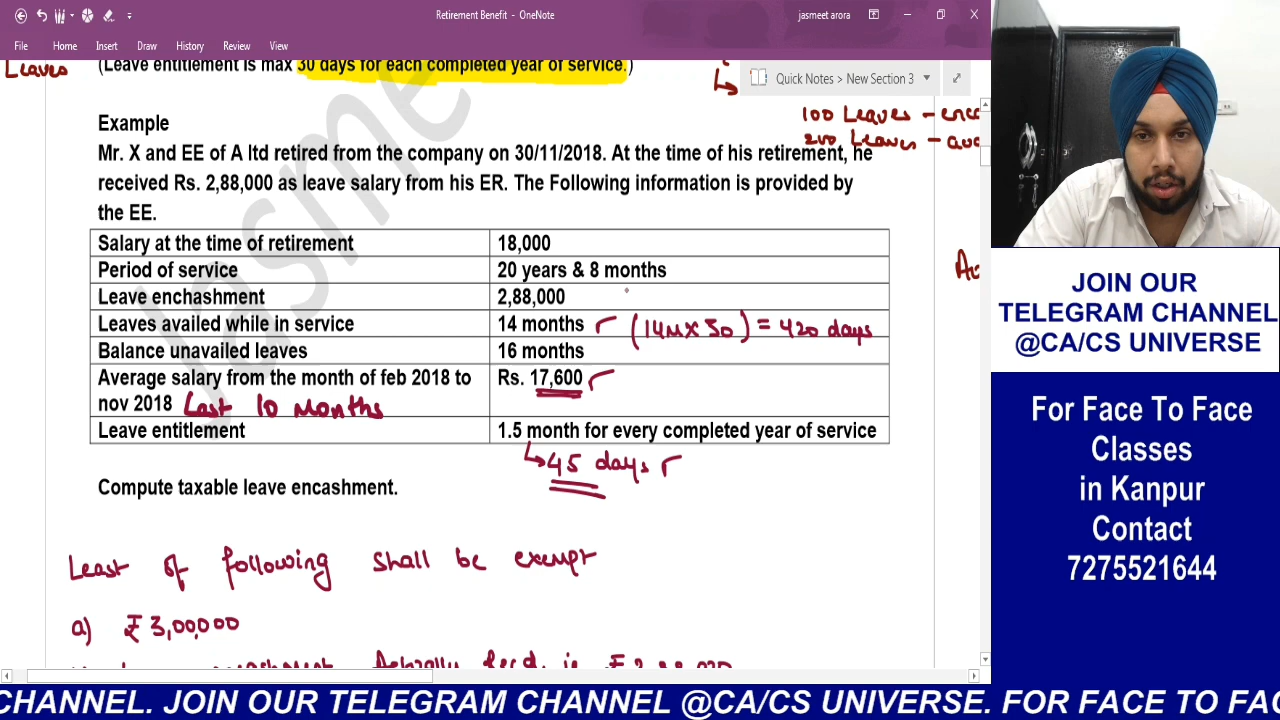 Retirement Benefit - OneNote
jasmeet arora
File Home Insert Draw History Review View
Leaves
(Leave entitlement is max 30 days for each completed year of service.)
Quick Notes > New Section 3
100 Leaves - enca
200 Leaves - ava
Example
Mr. X and EE of A ltd retired from the company on 30/11/2018. At the time of his retirement, he
received Rs. 2,88,000 as leave salary from his ER. The Following information is provided by
the EE.
Salary at the time of retirement 18,000
Period of service 20 years & 8 months
Leave enchashment 2,88,000
Leaves availed while in service 14 months (14M x 30) = 420 days
Balance unavailed leaves 16 months
Average salary from the month of feb 2018 to Rs. 17,600
nov 2018 Last 10 Months
Leave entitlement 1.5 month for every completed year of service
45 days
Compute taxable leave encashment.
Least of following shall be exempt
a) ₹ 3,00,000
Jasme
JOIN OUR
TELEGRAM CHANNEL
@CA/CS UNIVERSE
For Face To Face
Classes
in Kanpur
Contact
7275521644
CHANNEL. JOIN OUR TELEGRAM CHANNEL @CA/CS UNIVERSE. FOR FACE TO FAC